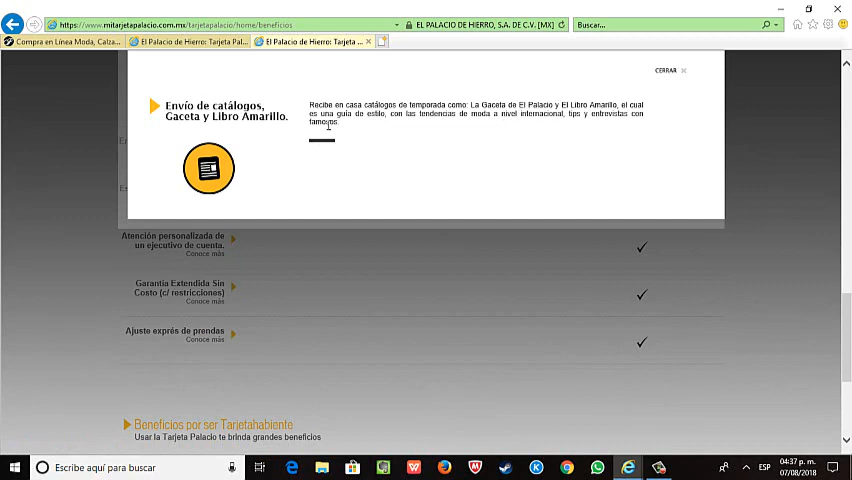 https://www.mitarjetapalacio.com.mx/tarjetapalacio/home/beneficios
EL PALACIO DE HIERRO, S.A. DE C.V. [MX]
Buscar...
Compra en Línea Moda, Calza...
El Palacio de Hierro: Tarjeta Pal...
El Palacio de Hierro: Tarjeta ...
CERRAR
Envío de catálogos,
Gaceta y Libro Amarillo.
Recibe en casa catálogos de temporada como: La Gaceta de El Palacio y El Libro Amarillo, el cual
es una guía de estilo, con las tendencias de moda a nivel internacional, tips y entrevistas con
famosos.
Atención personalizada de
un ejecutivo de cuenta.
Conoce más
Garantía Extendida Sin
Costo (c/ restricciones)
Conoce más
Ajuste exprés de prendas
Conoce más
Beneficios por ser Tarjetahabiente
Usar la Tarjeta Palacio te brinda grandes beneficios
Escribe aquí para buscar
ESP
04:37 p. m.
07/08/2018